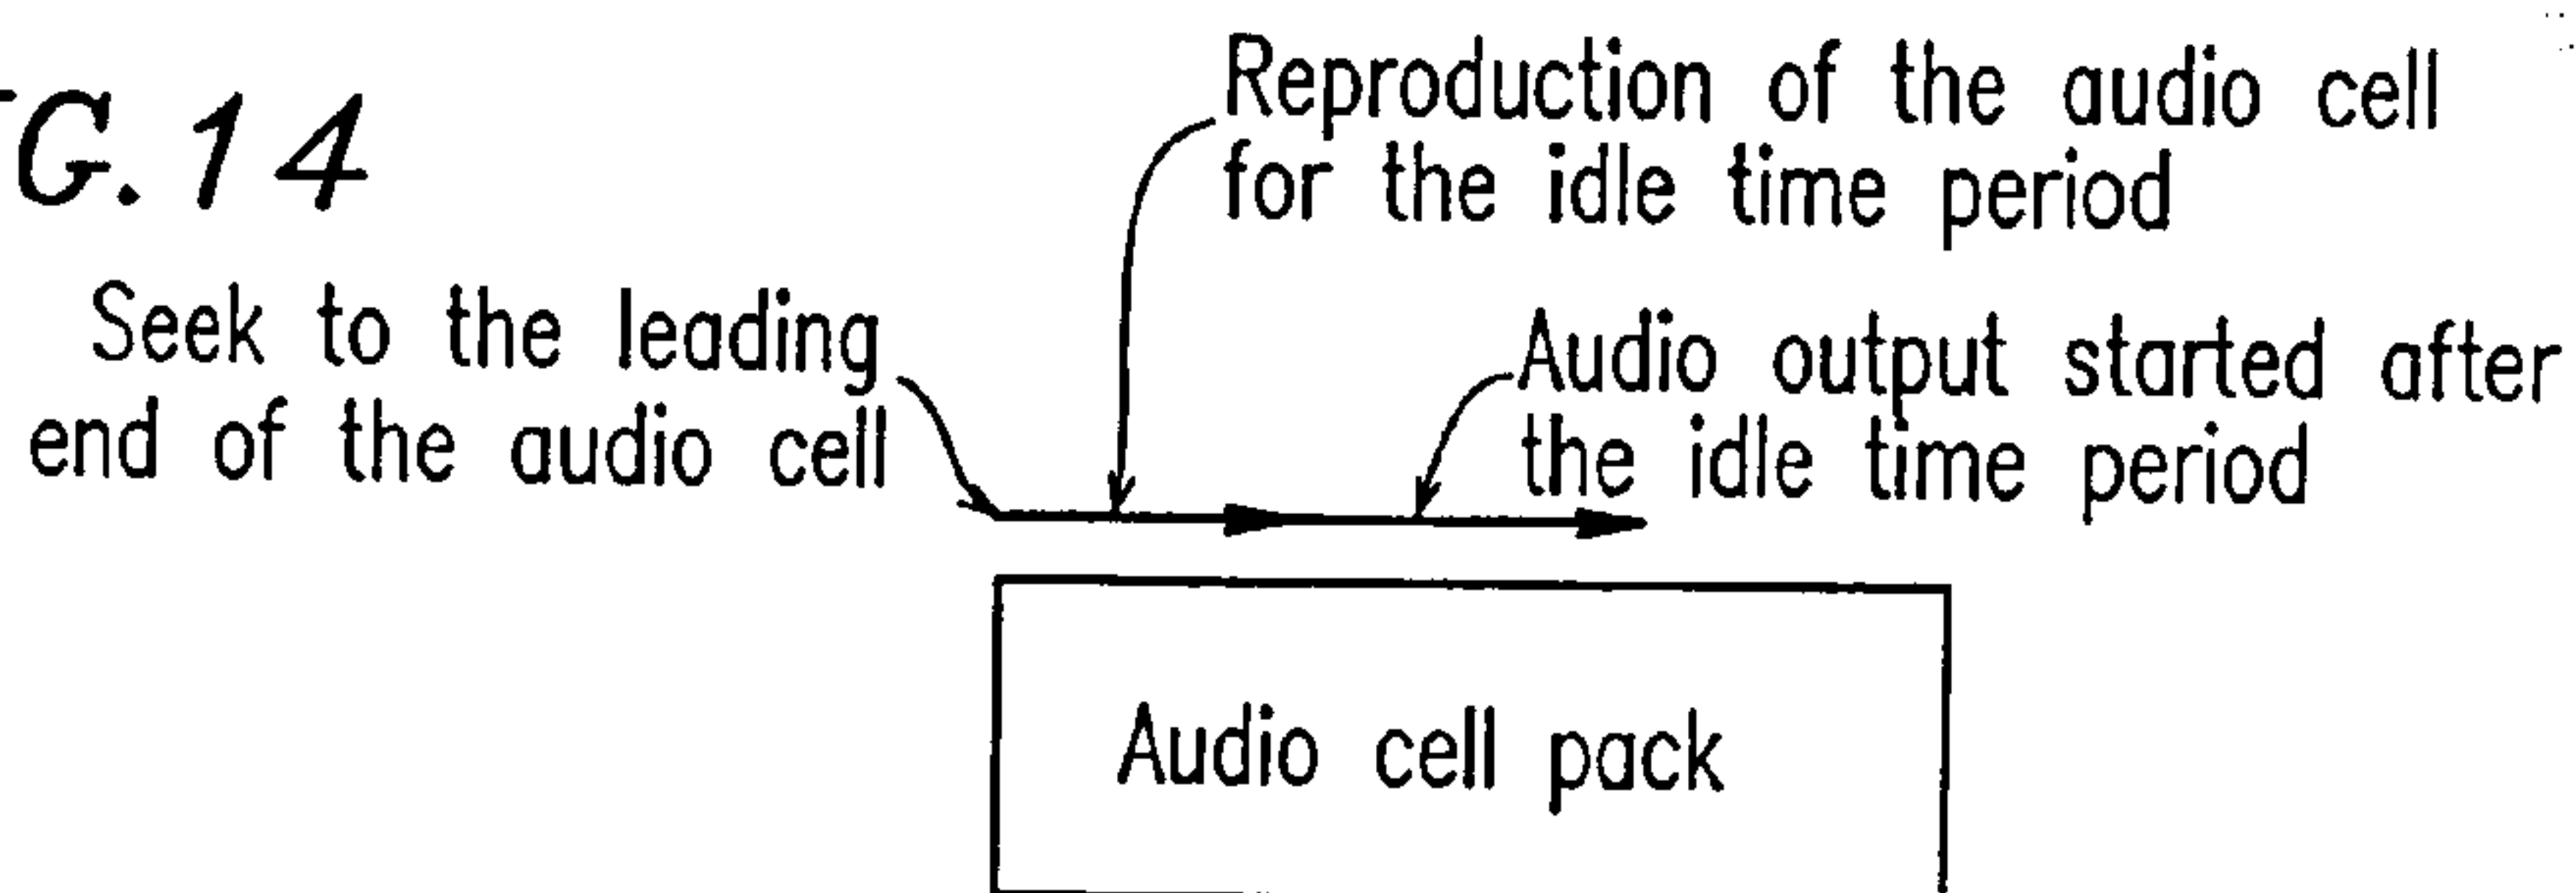 G.14
Reproduction of the audio cell
for the idle time period
Seek to the leading
end of the audio cell
Audio output started after
the idle time period
Audio cell pack